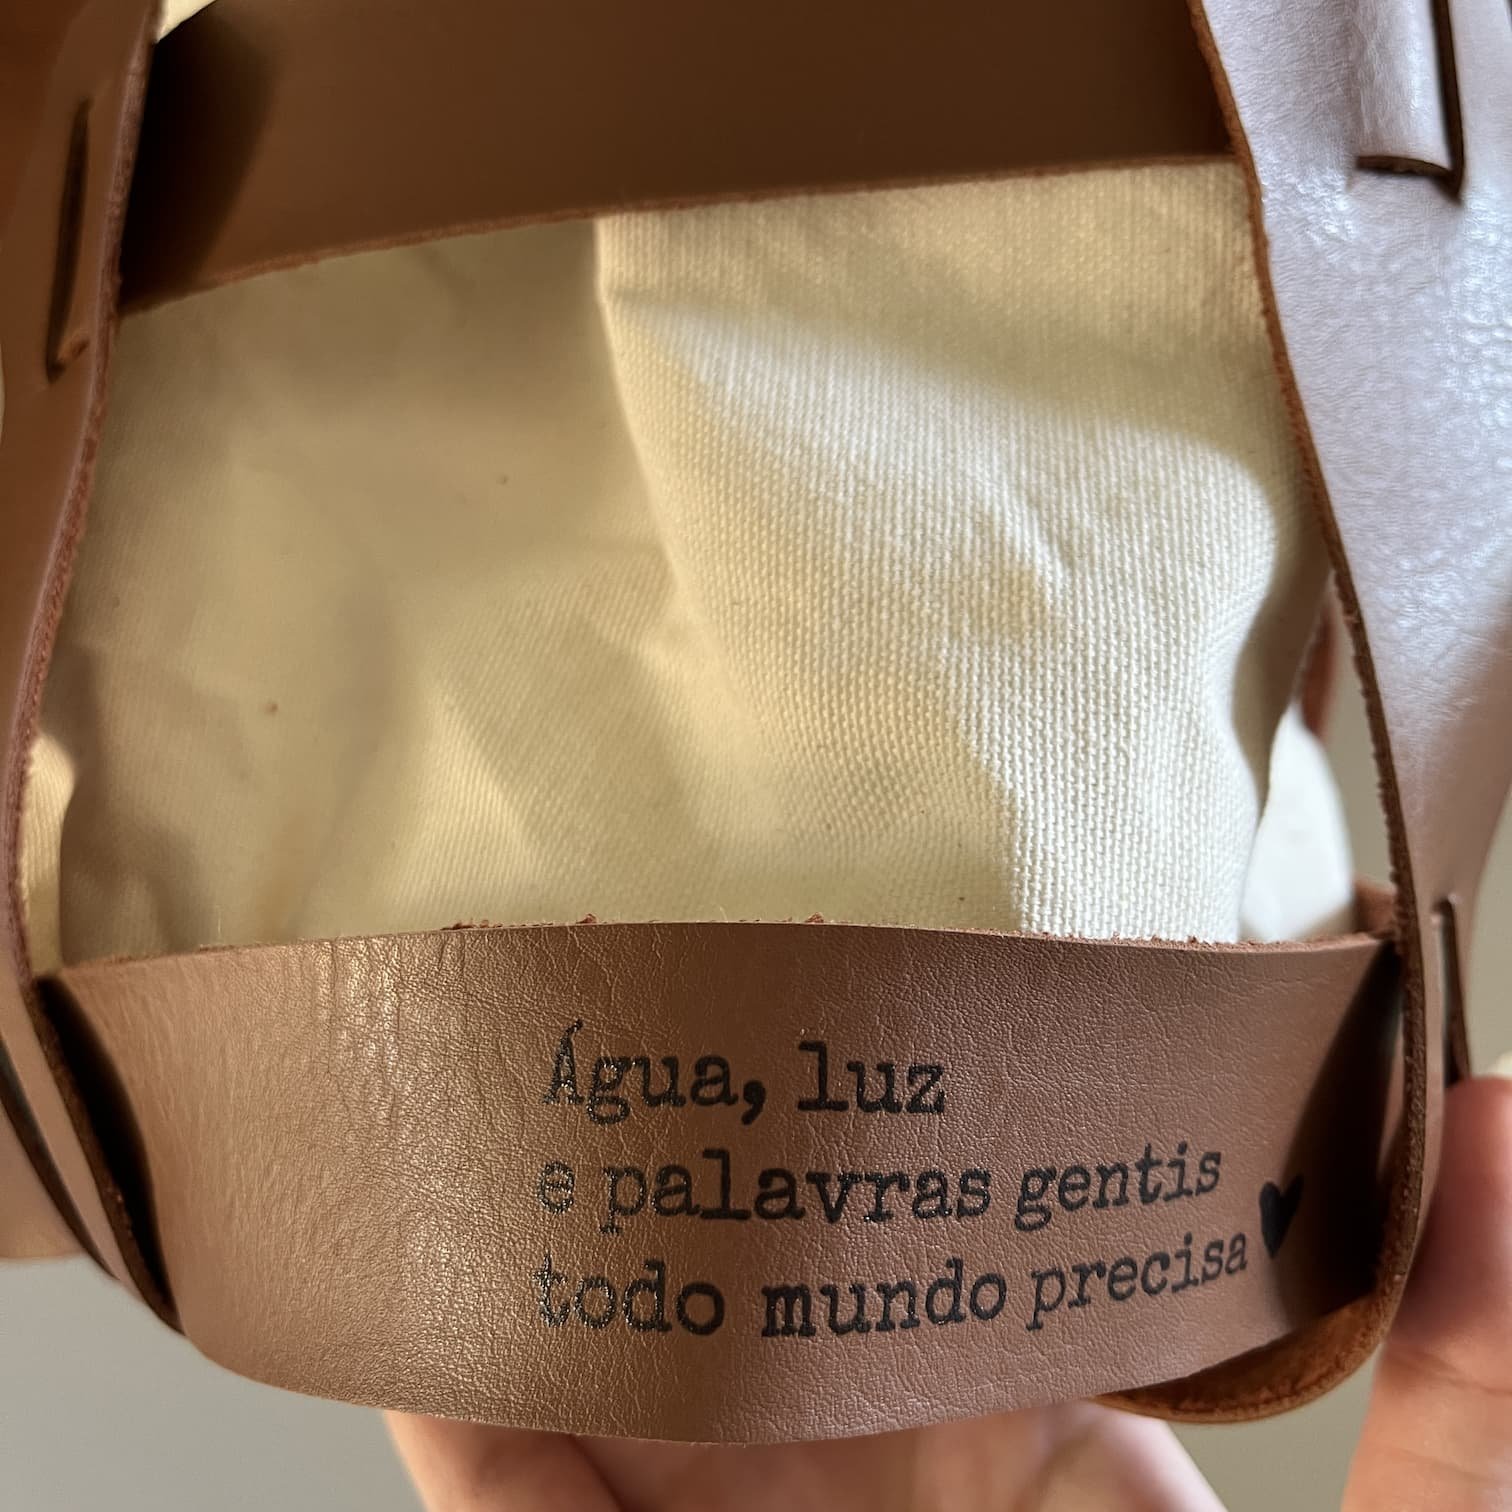 Água, luz
e palavras gentis
todo mundo precisa ♥